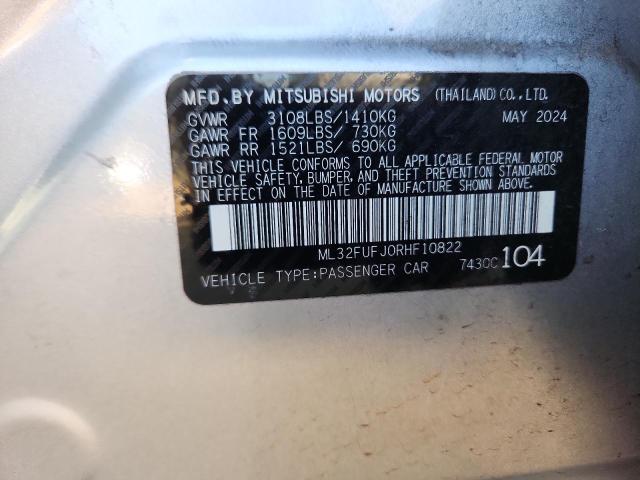 MFD.BY MITSUBISHI MOTORS (THAILAND) CO.,LTD.
GVWR 3108LBS/1410KG MAY 2024
GAWR FR 1609LBS/ 730KG
GAWR RR 1521LBS/ 690KG
THIS VEHICLE CONFORMS TO ALL APPLICABLE FEDERAL MOTOR
VEHICLE SAFETY, BUMPER, AND THEFT PREVENTION STANDARDS
IN EFFECT ON THE DATE OF MANUFACTURE SHOWN ABOVE.
ML32FUFJ0RHF10822
VEHICLE TYPE:PASSENGER CAR 7430C 104